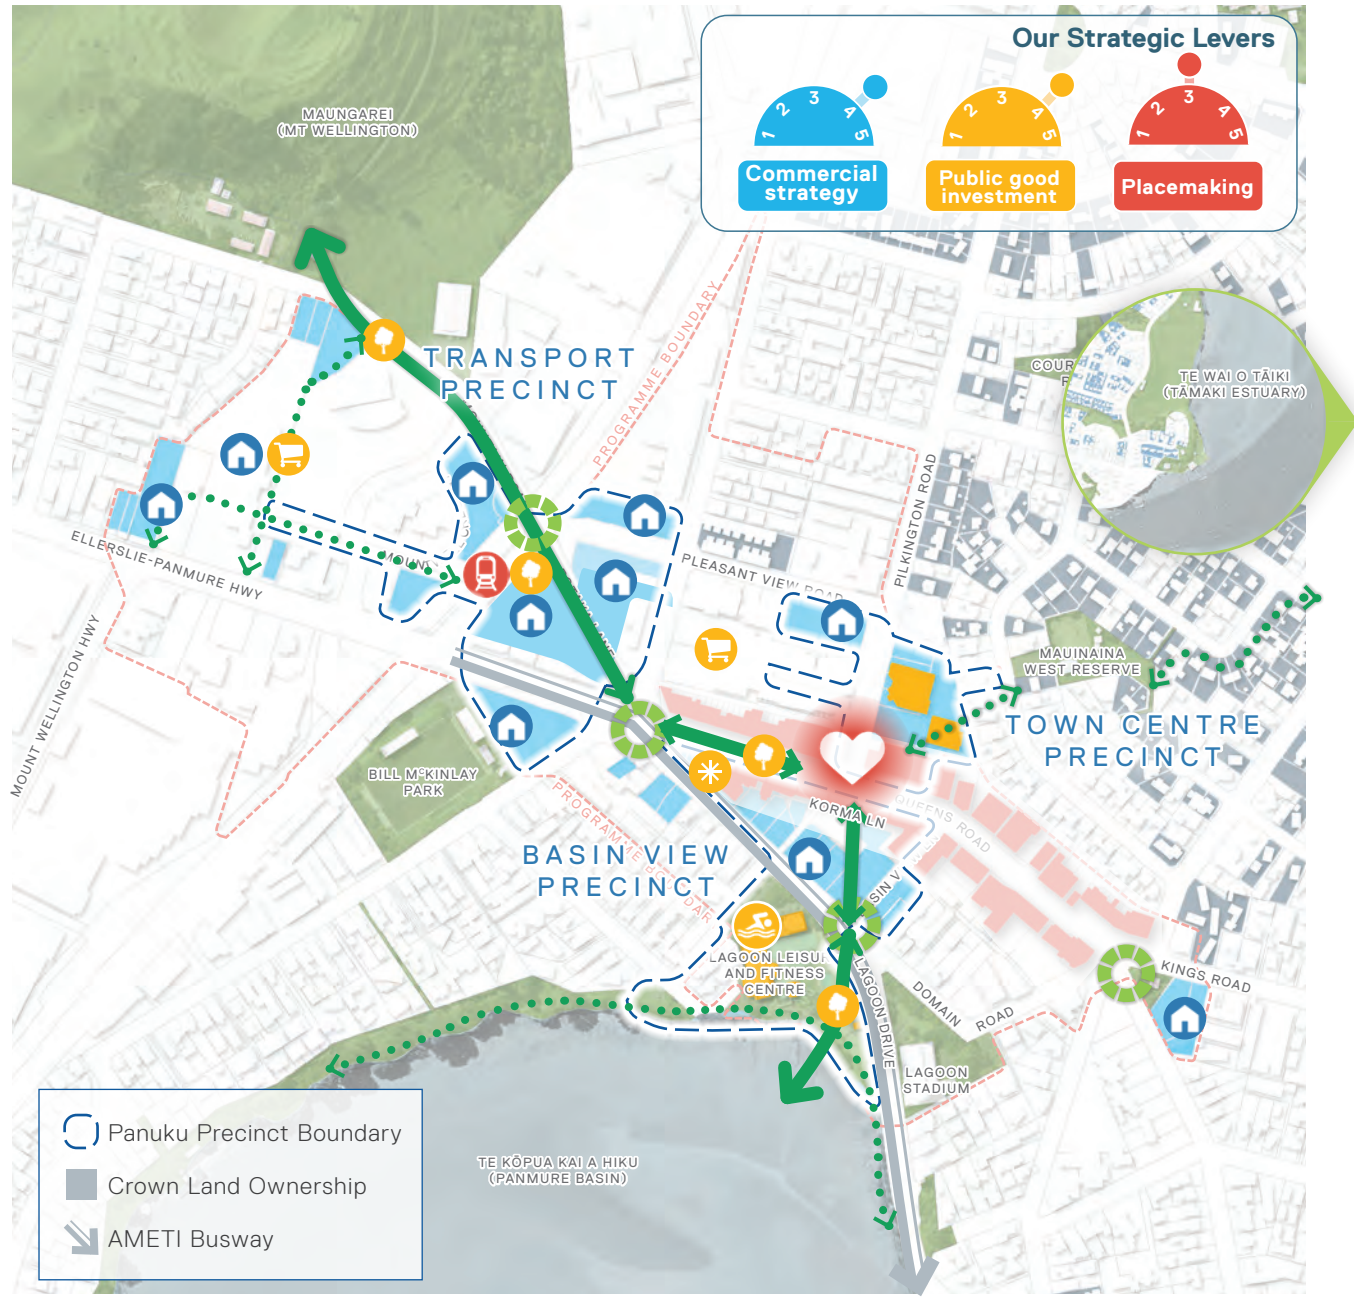 Our Strategic Levers
1 2 3 4 5
1 2 3 4 5
1 2 3 4 5
Commercial
strategy
Public good
investment
Placemaking
MAUNGAREI
(MT WELLINGTON)
PROGRAMME BOUNDARY
TRANSPORT
PRECINCT
TE WAI O TĀIKI
(TĀMAKI ESTUARY)
PILKINGTON ROAD
ELLERSLIE-PANMURE HWY
PLEASANT VIEW ROAD
MOUNT WELLINGTON HWY
MAUINAINA
WEST RESERVE
TOWN CENTRE
PRECINCT
BILL McKINLAY
PARK
KORMA LN
QUEENS ROAD
BASIN VIEW
PRECINCT
LAGOON LEISU
AND FITNESS
CENTRE
LAGOON DRIVE
DOMAIN ROAD
KINGS ROAD
LAGOON
STADIUM
TE KŌPUA KAI A HIKU
(PANMURE BASIN)
Panuku Precinct Boundary
Crown Land Ownership
AMETI Busway